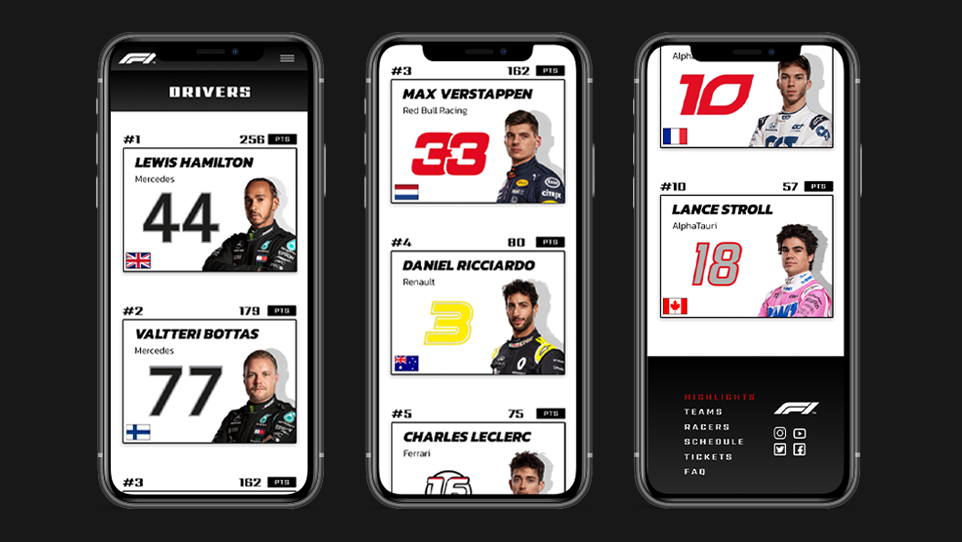 F1
DRIVERS
#1 256 PTS
LEWIS HAMILTON
Mercedes
44
#2 179 PTS
VALTTERI BOTTAS
Mercedes
77
#3 162 PTS
#3 162 PTS
MAX VERSTAPPEN
Red Bull Racing
33
CITRIX
#4 80 PTS
DANIEL RICCIARDO
Renault
3
#5 75 PTS
CHARLES LECLERC
Ferrari
16
AlphaTauri
10
#10 57 PTS
LANCE STROLL
AlphaTauri
18
BWT
HIGHLIGHTS
TEAMS
RACERS
SCHEDULE
TICKETS
FAQ
F1